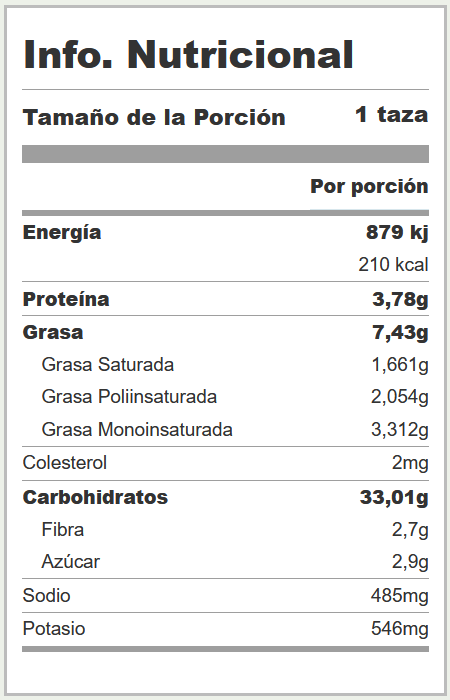 Info. Nutricional
Tamaño de la Porción 1 taza
Por porción
Energía 879 kj
210 kcal
Proteína 3,78g
Grasa 7,43g
Grasa Saturada 1,661g
Grasa Poliinsaturada 2,054g
Grasa Monoinsaturada 3,312g
Colesterol 2mg
Carbohidratos 33,01g
Fibra 2,7g
Azúcar 2,9g
Sodio 485mg
Potasio 546mg